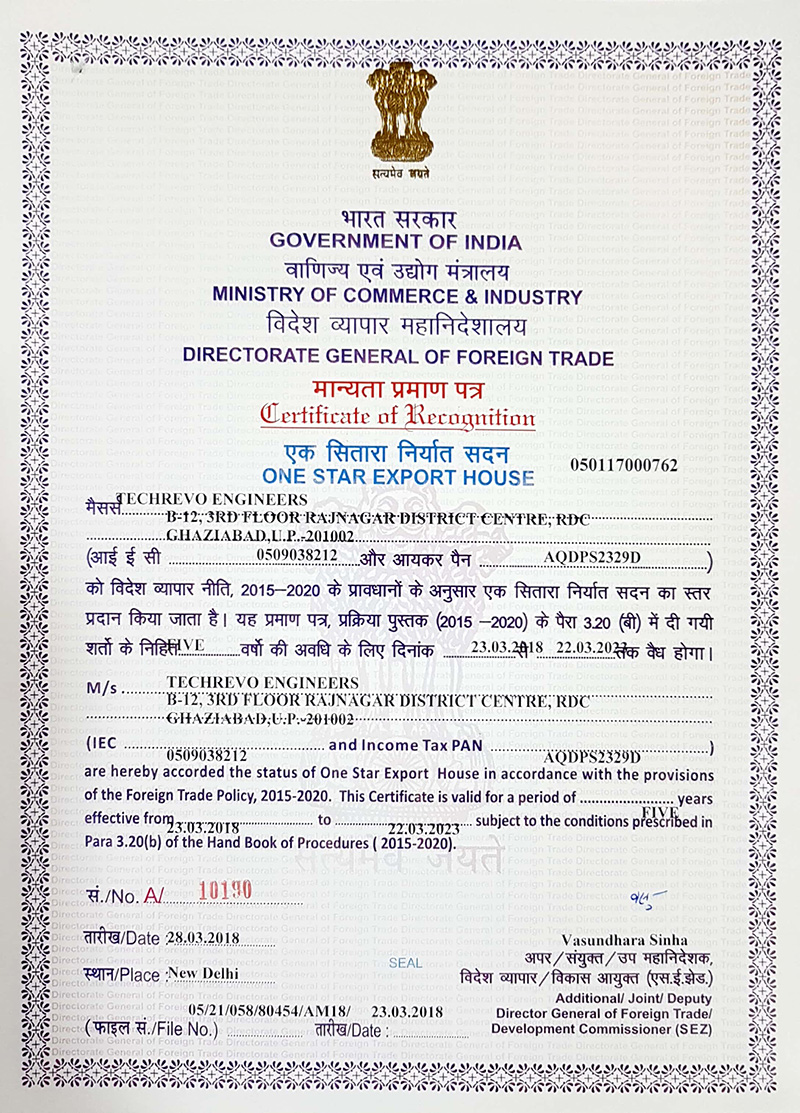 सत्यमेव जयते
भारत सरकार
GOVERNMENT OF INDIA
वाणिज्य एवं उद्योग मंत्रालय
MINISTRY OF COMMERCE & INDUSTRY
विदेश व्यापार महानिदेशालय
DIRECTORATE GENERAL OF FOREIGN TRADE
मान्यता प्रमाण पत्र
Certificate of Recognition
एक सितारा निर्यात सदन
ONE STAR EXPORT HOUSE
050117000762
मैसर्स TECHREVO ENGINEERS
B-12, 3RD FLOOR RAJNAGAR DISTRICT CENTRE, RDC
GHAZIABAD,U.P.-201002
(आई ई सी 0509038212 और आयकर पैन AQDPS2329D)
को विदेश व्यापार नीति, 2015–2020 के प्रावधानों के अनुसार एक सितारा निर्यात सदन का स्तर
प्रदान किया जाता है। यह प्रमाण पत्र, प्रक्रिया पुस्तक (2015 –2020) के पैरा 3.20 (बी) में दी गयी
शर्तो के निहित FIVE वर्षो की अवधि के लिए दिनांक 23.03.2018 से 22.03.2023 तक वैध होगा।
M/s TECHREVO ENGINEERS
B-12, 3RD FLOOR RAJNAGAR DISTRICT CENTRE, RDC
GHAZIABAD,U.P.-201002
(IEC 0509038212 and Income Tax PAN AQDPS2329D)
are hereby accorded the status of One Star Export House in accordance with the provisions
of the Foreign Trade Policy, 2015-2020. This Certificate is valid for a period of FIVE years
effective from 23.03.2018 to 22.03.2023 subject to the conditions prescribed in
Para 3.20(b) of the Hand Book of Procedures ( 2015-2020).
सत्यमेव जयते
सं./No. A/ 10190
तारीख/Date :28.03.2018
Vasundhara Sinha
अपर/संयुक्त/उप महानिदेशक,
SEAL
स्थान/Place :New Delhi
विदेश व्यापार/विकास आयुक्त (एस.ई.झेड.)
Additional/ Joint/ Deputy
05/21/058/80454/AM18/ 23.03.2018
Director General of Foreign Trade/
( फाइल सं./File No.) तारीख/Date :
Development Commissioner (SEZ)